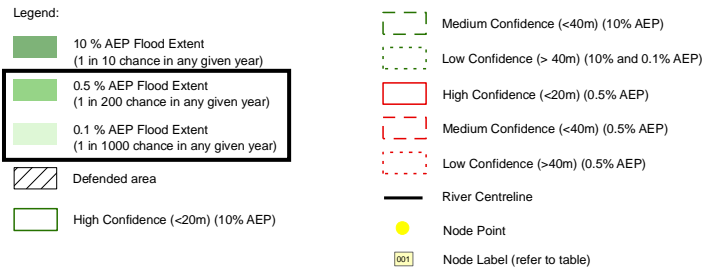 Legend:
10 % AEP Flood Extent
(1 in 10 chance in any given year)
0.5 % AEP Flood Extent
(1 in 200 chance in any given year)
0.1 % AEP Flood Extent
(1 in 1000 chance in any given year)
Defended area
High Confidence (<20m) (10% AEP)
Medium Confidence (<40m) (10% AEP)
Low Confidence (> 40m) (10% and 0.1% AEP)
High Confidence (<20m) (0.5% AEP)
Medium Confidence (<40m) (0.5% AEP)
Low Confidence (>40m) (0.5% AEP)
River Centreline
Node Point
001 Node Label (refer to table)